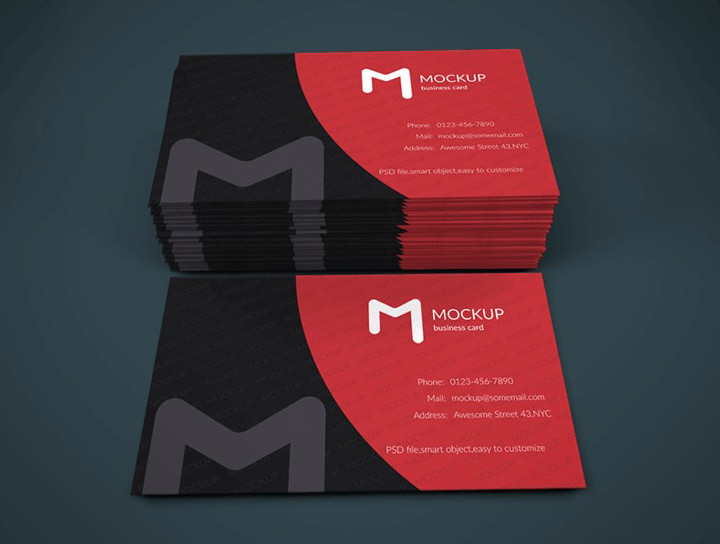 M MOCKUP
business card
Phone: 0123-456-7890
Mail: mockup@somemail.com
Address: Awesome Street 43,NYC
PSD file,smart object,easy to customize
M
M MOCKUP
business card
Phone: 0123-456-7890
Mail: mockup@somemail.com
Address: Awesome Street 43,NYC
PSD file,smart object,easy to customize
M